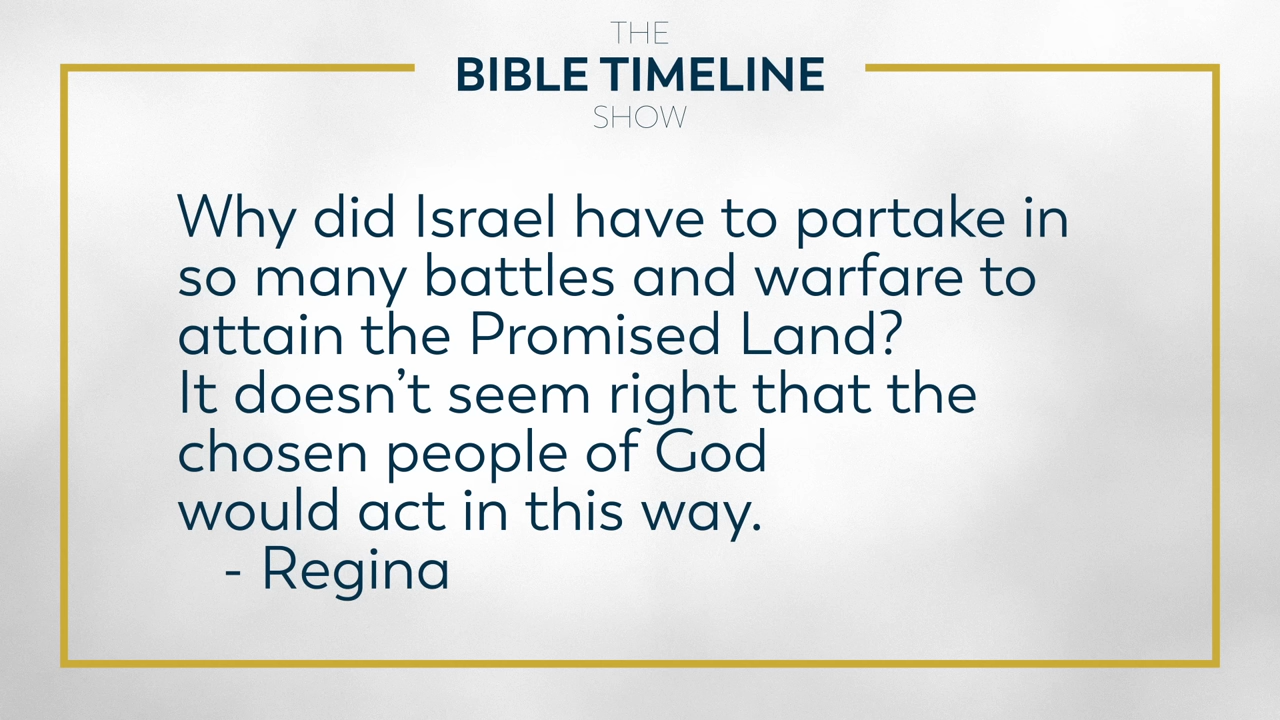 THE
BIBLE TIMELINE
SHOW
Why did Israel have to partake in
so many battles and warfare to
attain the Promised Land?
It doesn’t seem right that the
chosen people of God
would act in this way.
- Regina